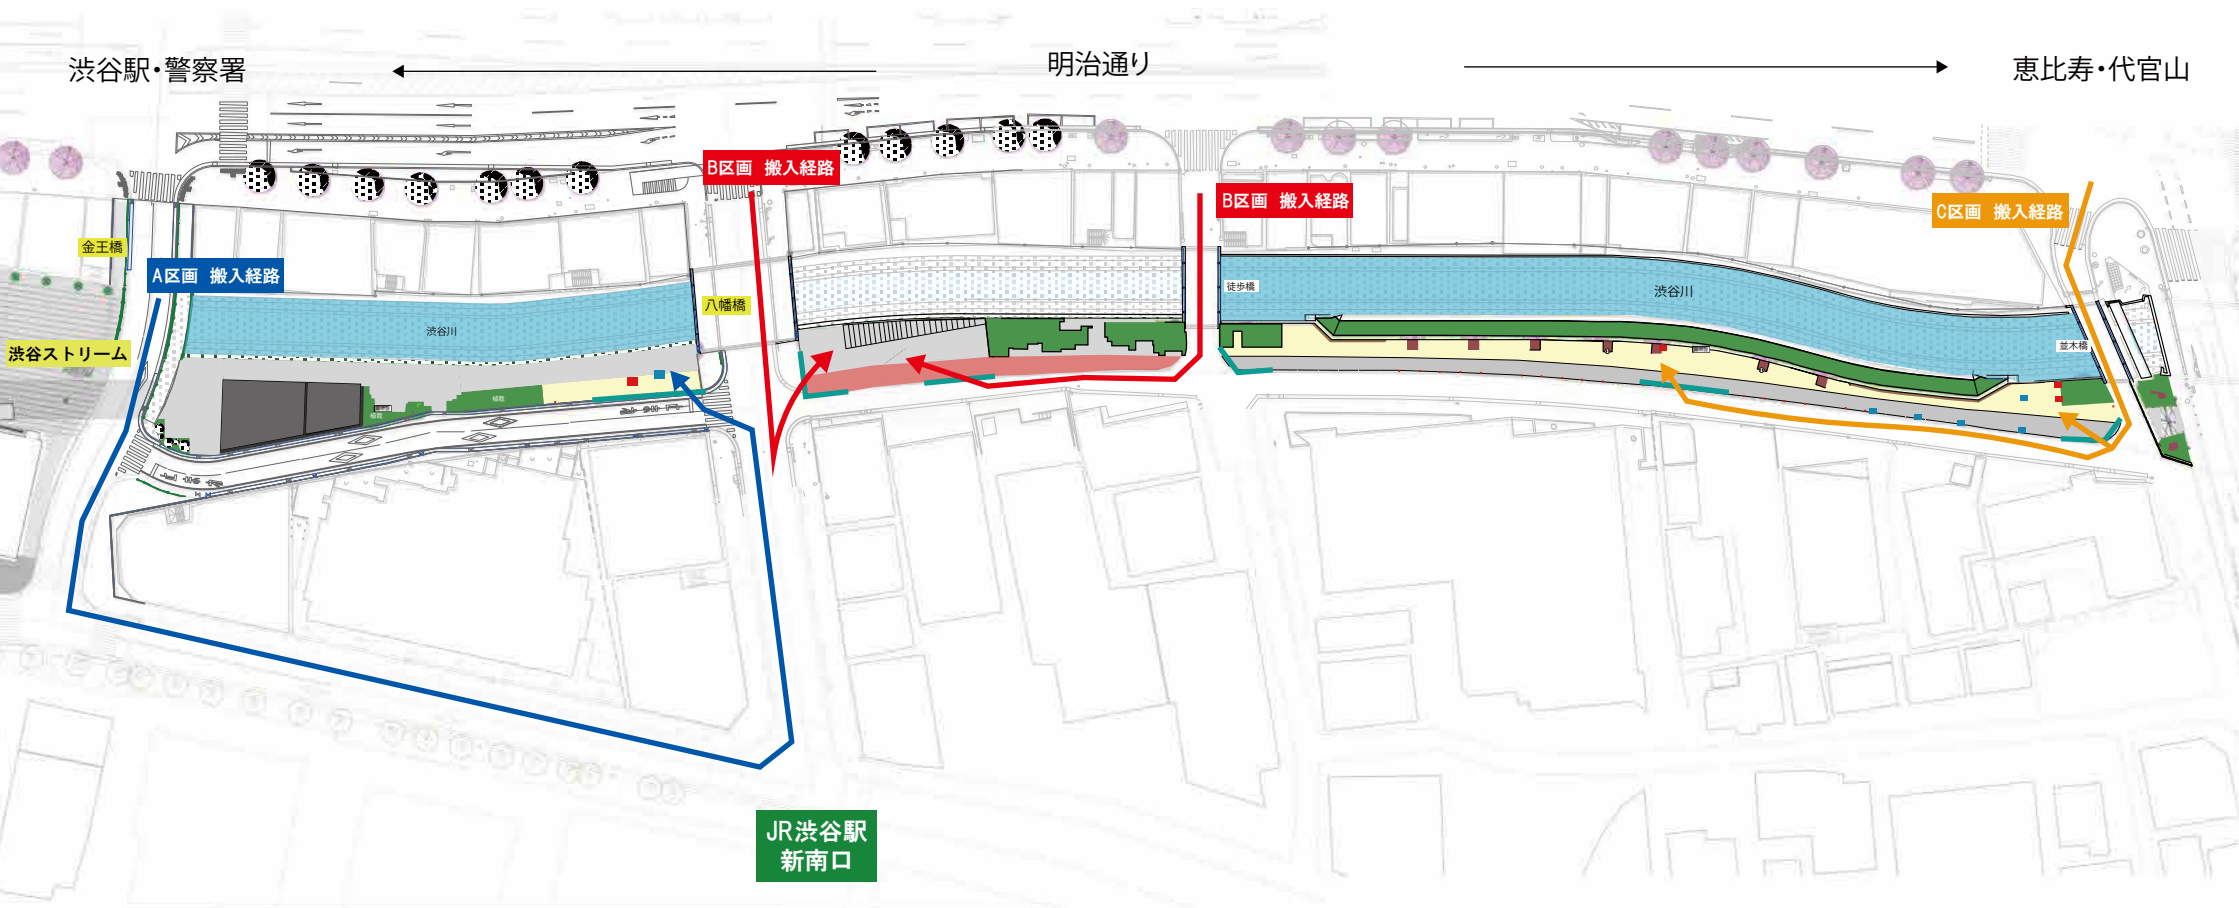 渋谷駅・警察署
明治通り
恵比寿・代官山
B区画 搬入経路
B区画 搬入経路
C区画 搬入経路
金王橋
A区画 搬入経路
八幡橋
徒歩橋
渋谷川
渋谷川
渋谷ストリーム
並木橋
植栽
植栽
JR渋谷駅
新南口